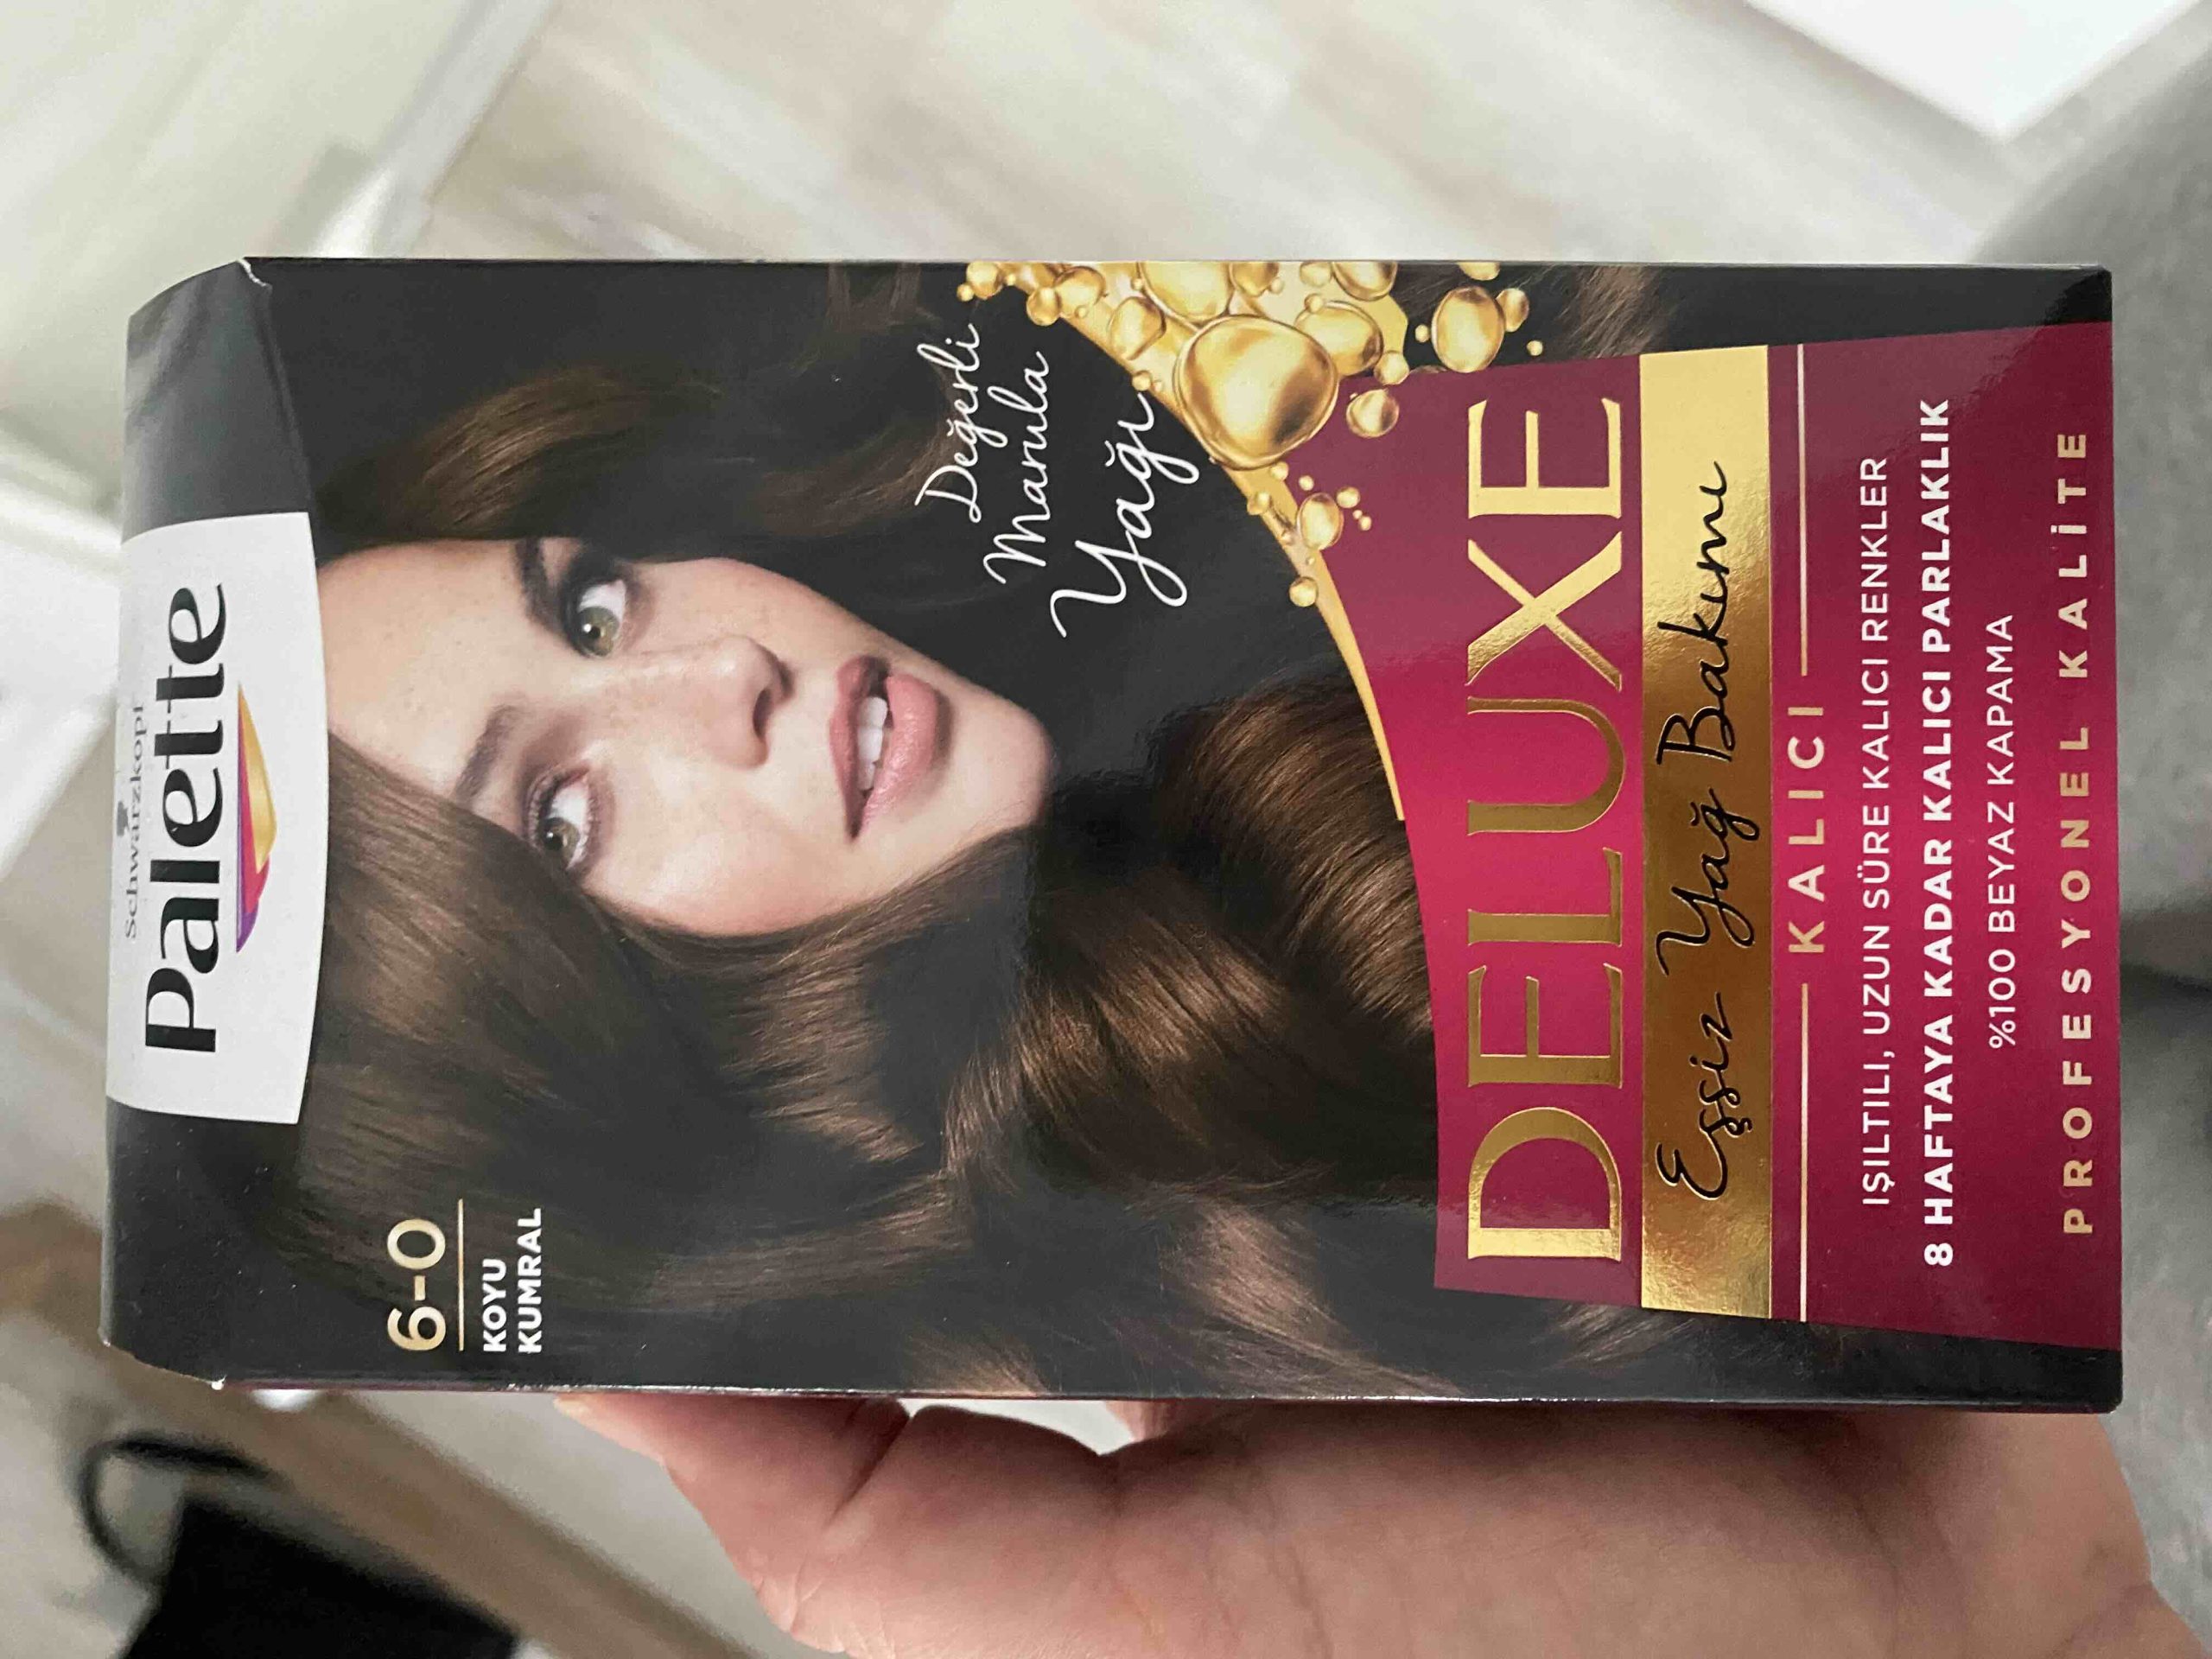 Schwarzkopf
Palette
6-0
KOYU
KUMRAL
Değerli
Marula
Yağı
DELUXE
Eşsiz Yağ Bakımı
KALICI
IŞILTILI, UZUN SÜRE KALICI RENKLER
8 HAFTAYA KADAR KALICI PARLAKLIK
%100 BEYAZ KAPAMA
PROFESYONEL KALİTE